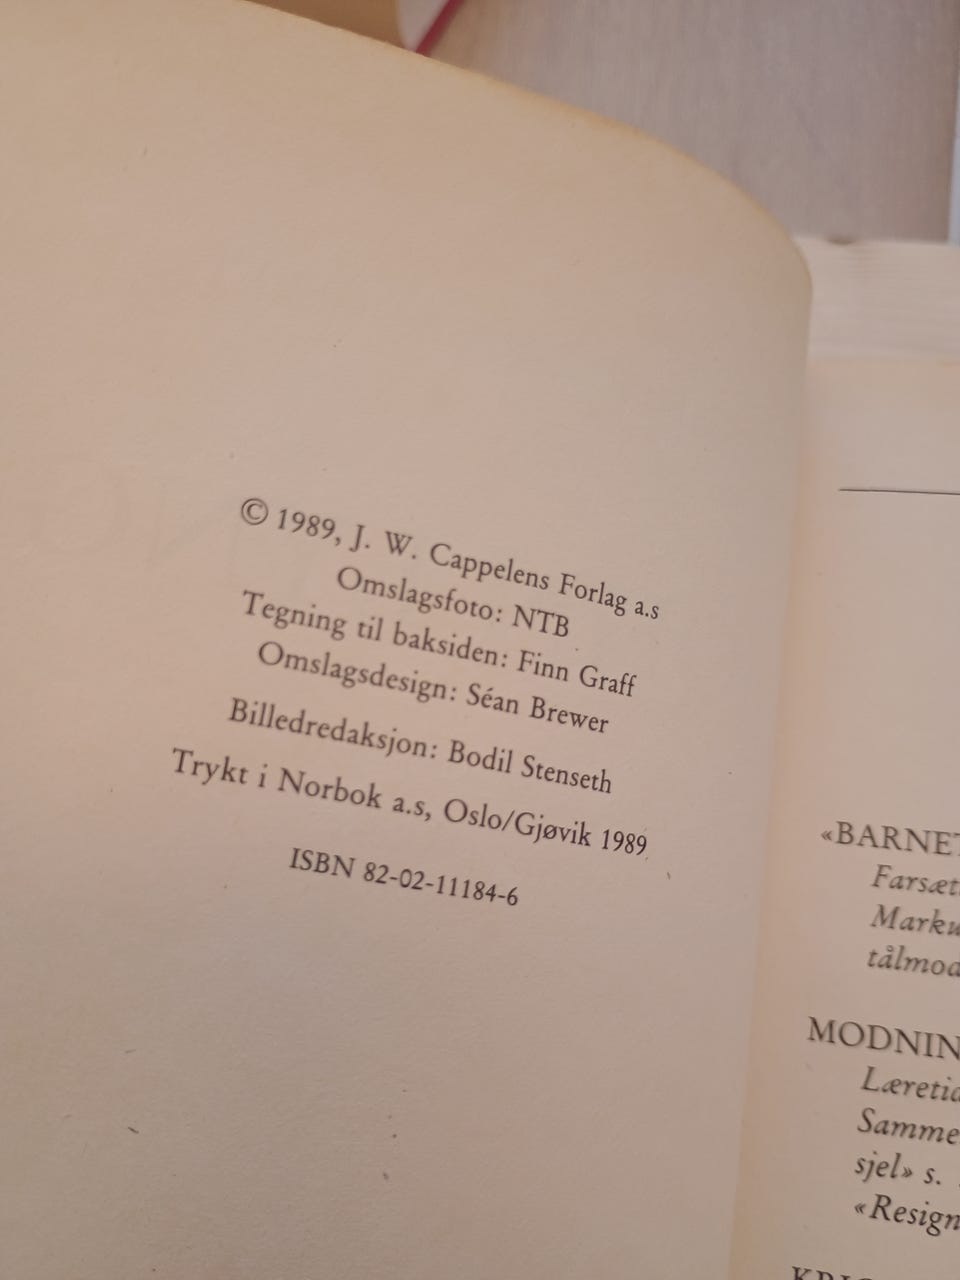 © 1989, J. W. Cappelens Forlag a.s
Omslagsfoto: NTB
Tegning til baksiden: Finn Graff
Omslagsdesign: Séan Brewer
Billedredaksjon: Bodil Stenseth
Trykt i Norbok a.s, Oslo/Gjøvik 1989
ISBN 82-02-11184-6
«BARNET
Farsæt
Marku
tålmod
MODNIN
Læretid
Samme
sjel» s.
«Resign